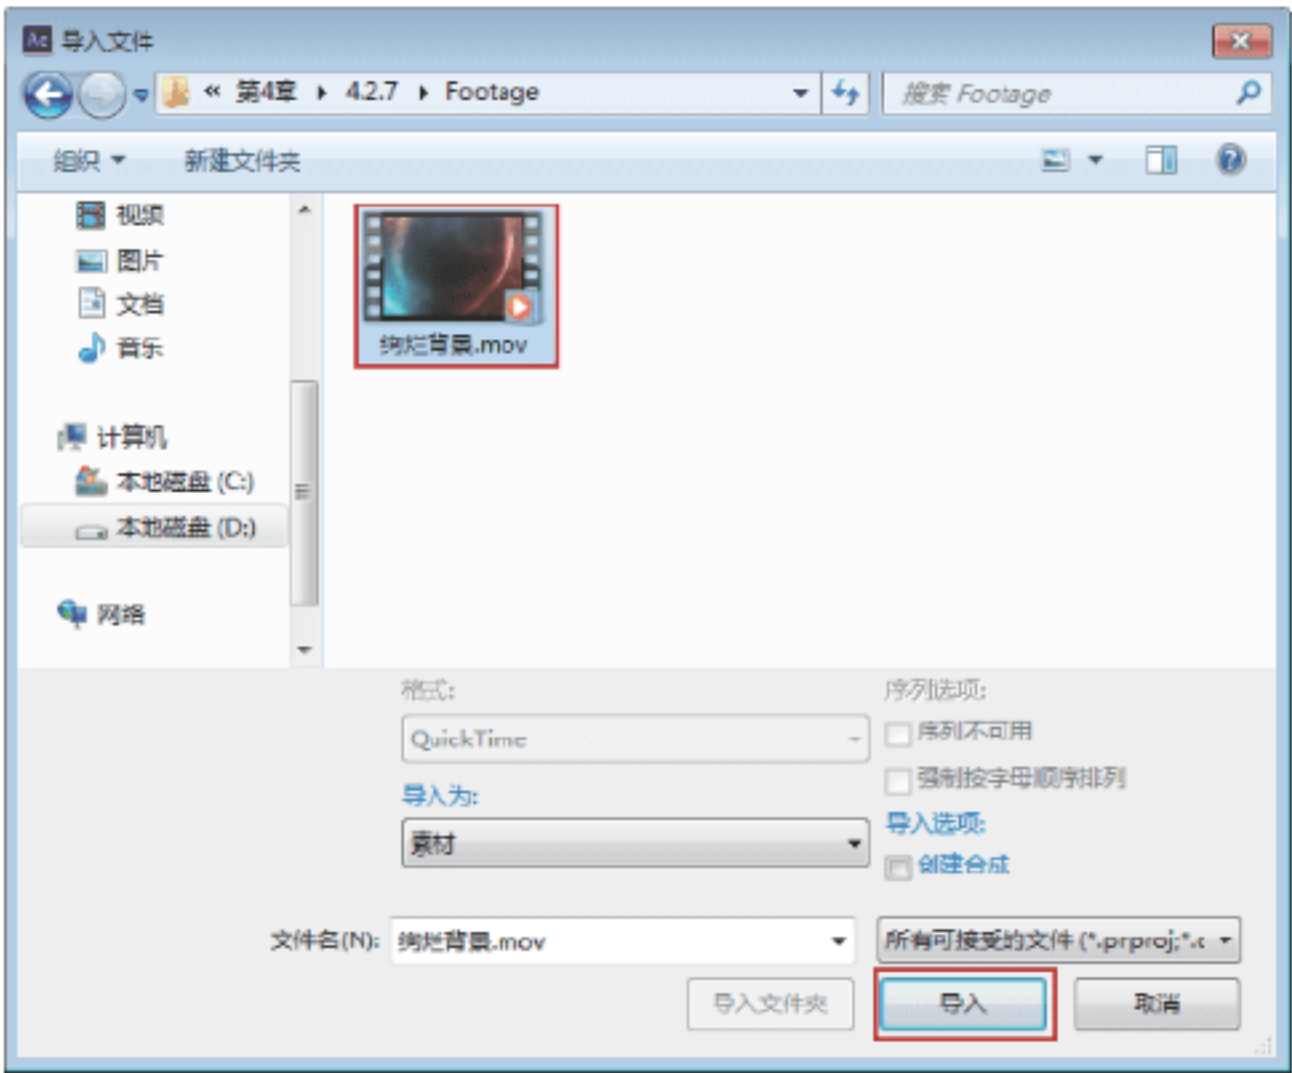 Ae 导入文件
« 第4章 ▸ 4.2.7 ▸ Footage
搜索 Footage
组织 新建文件夹
视频
图片
文档
音乐
计算机
本地磁盘 (C:)
本地磁盘 (D:)
网络
绚烂背景.mov
格式:
QuickTime
导入为:
素材
序列选项:
序列不可用
强制按字母顺序排列
导入选项:
创建合成
文件名(N): 绚烂背景.mov
所有可接受的文件 (*.prproj;*.c
导入文件夹 导入 取消